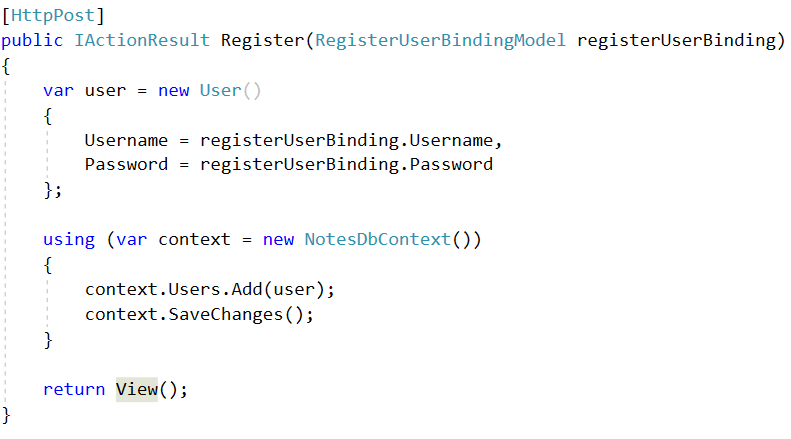 [HttpPost]
public IActionResult Register(RegisterUserBindingModel registerUserBinding)
{
    var user = new User()
    {
        Username = registerUserBinding.Username,
        Password = registerUserBinding.Password
    };

    using (var context = new NotesDbContext())
    {
        context.Users.Add(user);
        context.SaveChanges();
    }

    return View();
}